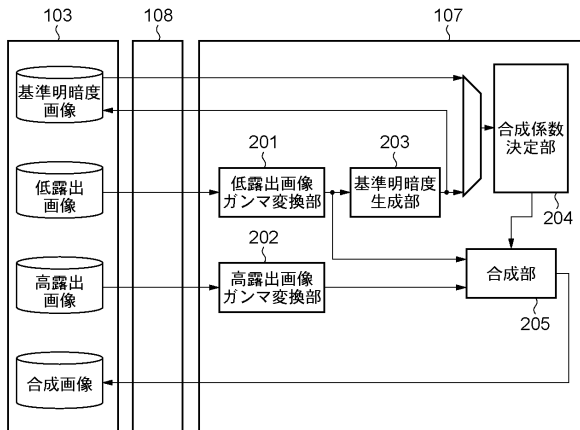 103
108
107
基準明暗度
画像
低露出
画像
高露出
画像
合成画像
201
低露出画像
ガンマ変換部
203
基準明暗度
生成部
202
高露出画像
ガンマ変換部
合成係数
決定部
204
合成部
205